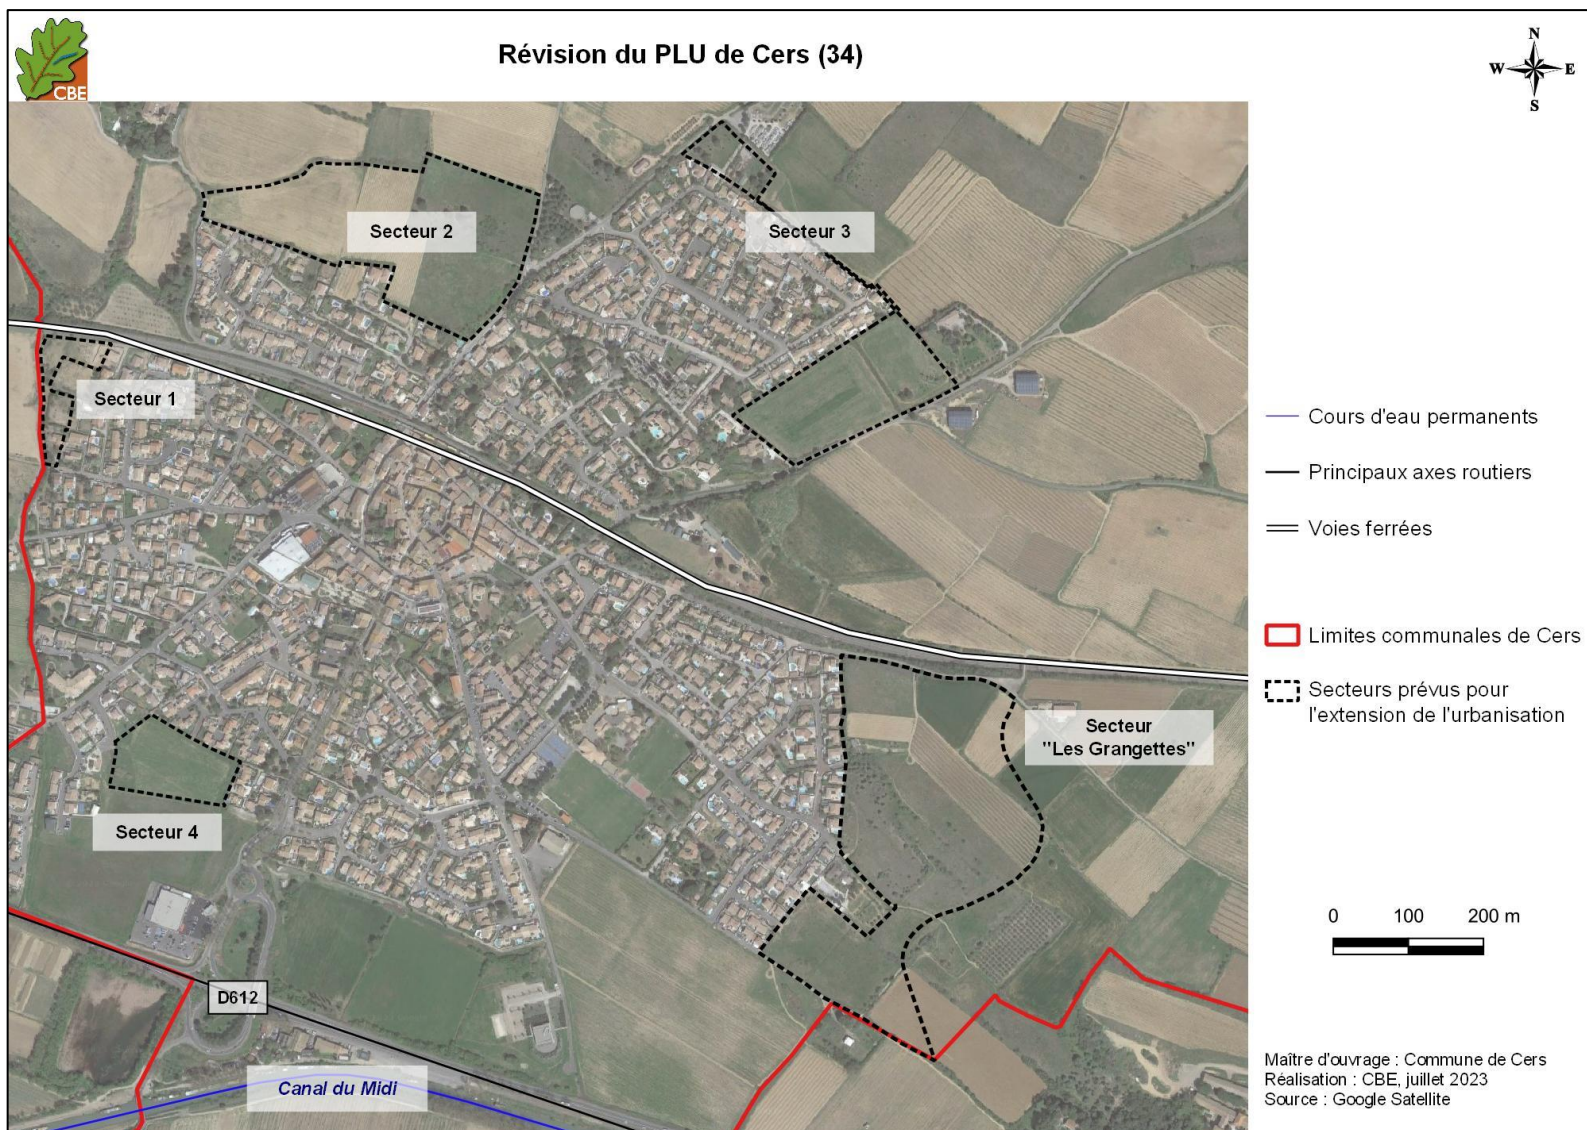 CBE
Révision du PLU de Cers (34)
N
W E
S
Secteur 2
Secteur 3
Secteur 1
Secteur
"Les Grangettes"
Secteur 4
D612
Canal du Midi
Cours d'eau permanents
Principaux axes routiers
Voies ferrées
Limites communales de Cers
Secteurs prévus pour
l'extension de l'urbanisation
0 100 200 m
Maître d'ouvrage : Commune de Cers
Réalisation : CBE, juillet 2023
Source : Google Satellite